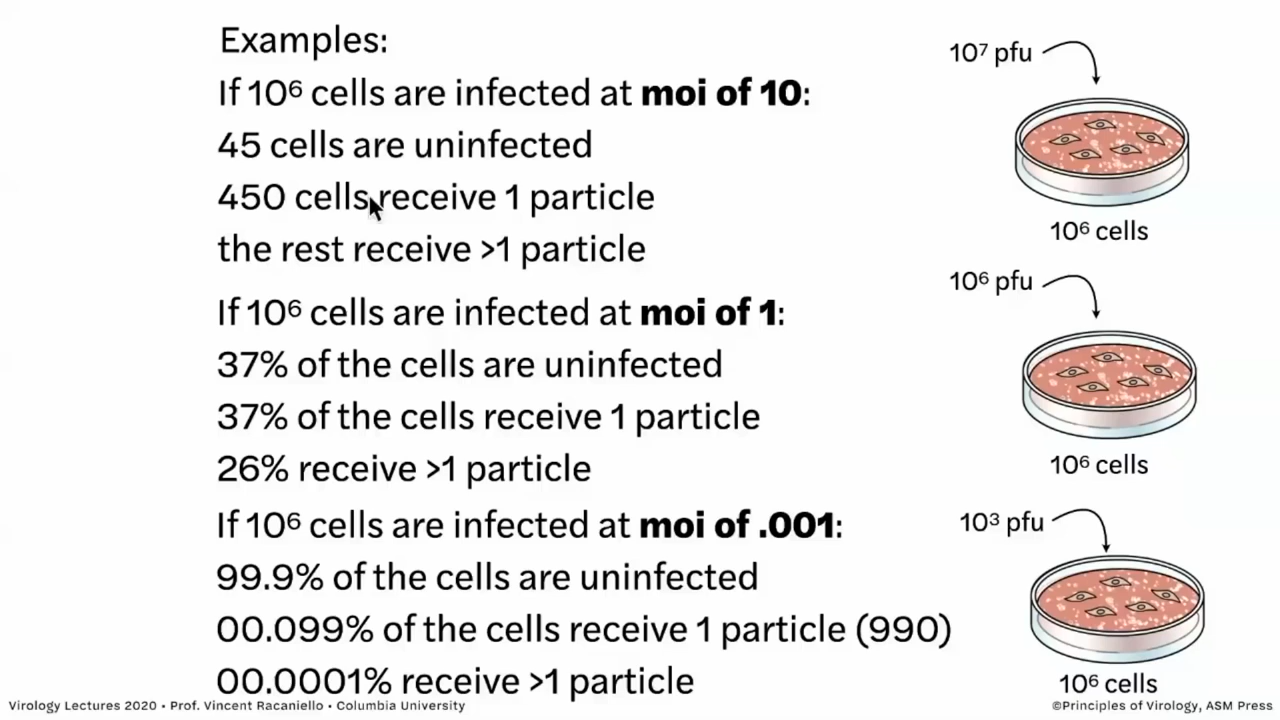 Examples:
If 10⁶ cells are infected at moi of 10:
45 cells are uninfected
450 cells receive 1 particle
the rest receive >1 particle
10⁷ pfu
10⁶ cells
If 10⁶ cells are infected at moi of 1:
37% of the cells are uninfected
37% of the cells receive 1 particle
26% receive >1 particle
10⁶ pfu
10⁶ cells
If 10⁶ cells are infected at moi of .001:
99.9% of the cells are uninfected
00.099% of the cells receive 1 particle (990)
00.0001% receive >1 particle
10³ pfu
10⁶ cells
Virology Lectures 2020 • Prof. Vincent Racaniello • Columbia University
©Principles of Virology, ASM Press